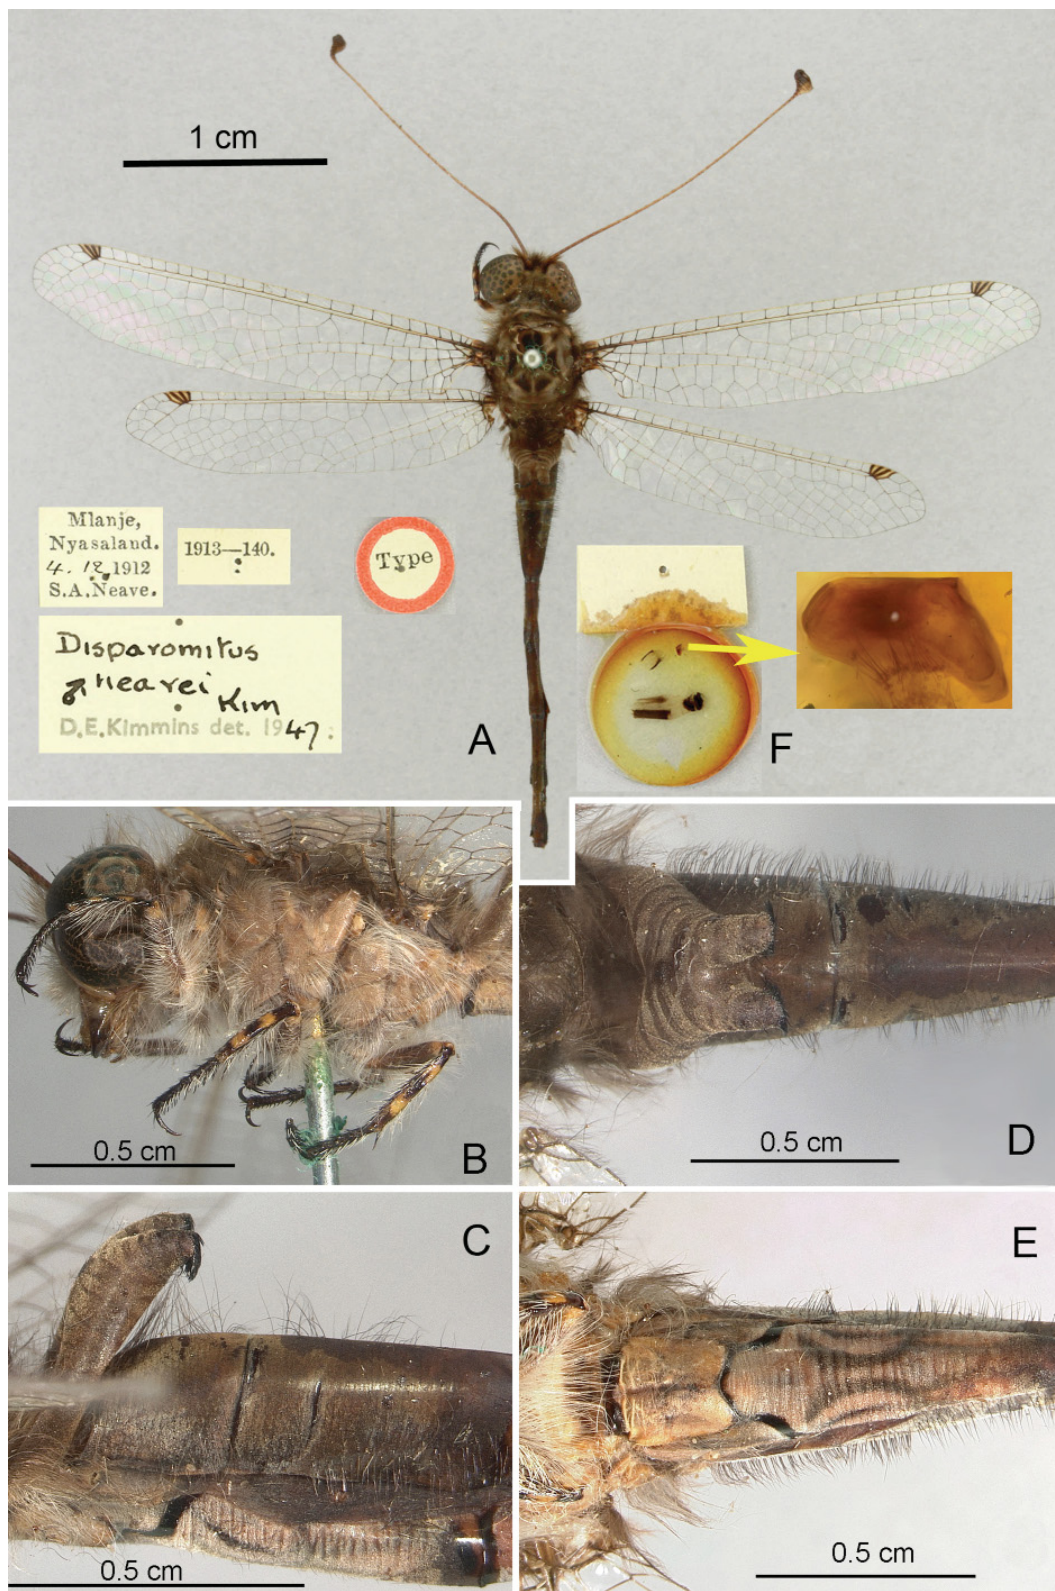 1 cm
Mlanje,
Nyasaland.
4. 12. 1912
S.A.Neave.
1913—140.
Type
Disparomitus
♂ neavei Kim
D.E.Kimmins det. 1947.
A
F
0.5 cm
B
0.5 cm
D
C
0.5 cm
E
0.5 cm